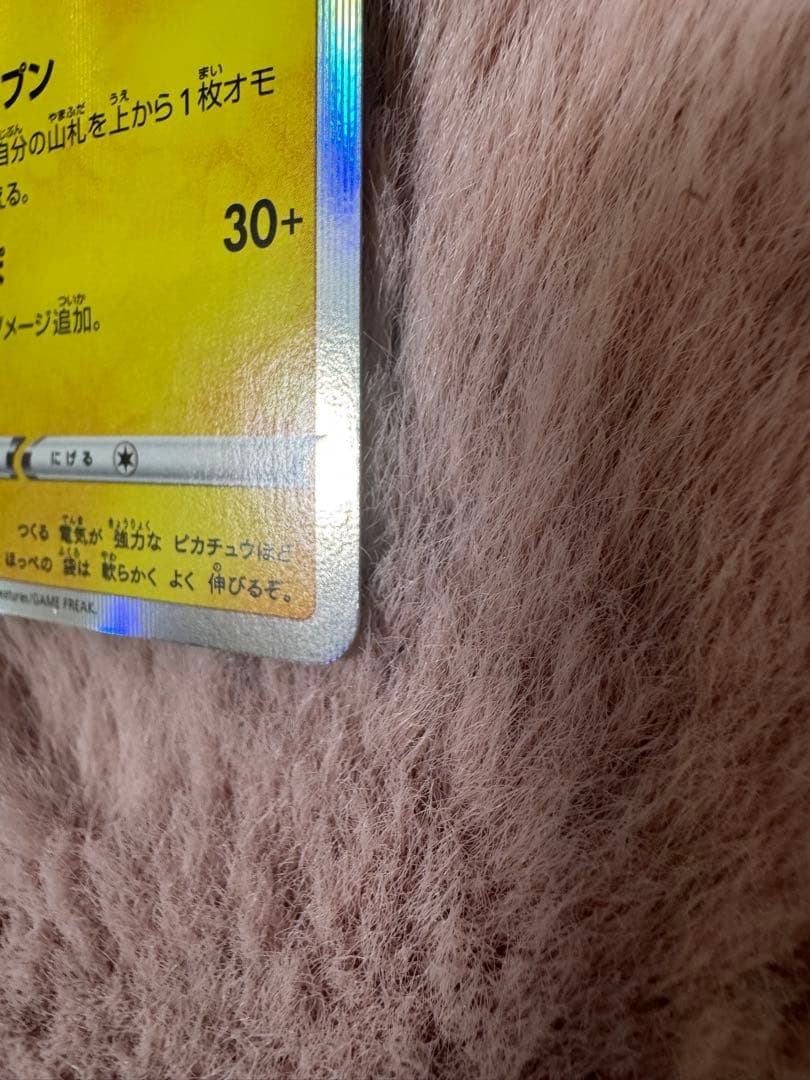 プン
自分の山札を上から1枚オモ
える。
30+
メージ追加。
にげる
つくる 電気が 強力な ピカチュウほど
ほっぺの 袋は 軟らかく よく 伸びるぞ。
eatures/GAME FREAK.